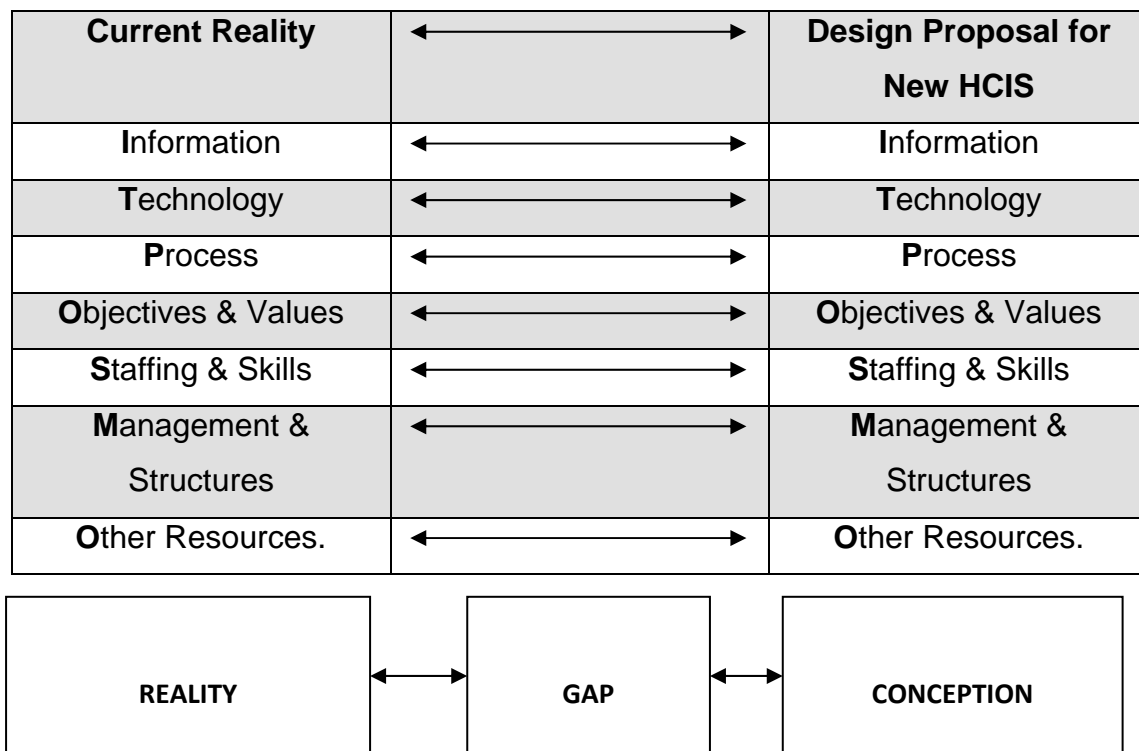 Current Reality
Design Proposal for
New HCIS
Information
Information
Technology
Technology
Process
Process
Objectives & Values
Objectives & Values
Staffing & Skills
Staffing & Skills
Management &
Structures
Management &
Structures
Other Resources.
Other Resources.
REALITY
GAP
CONCEPTION